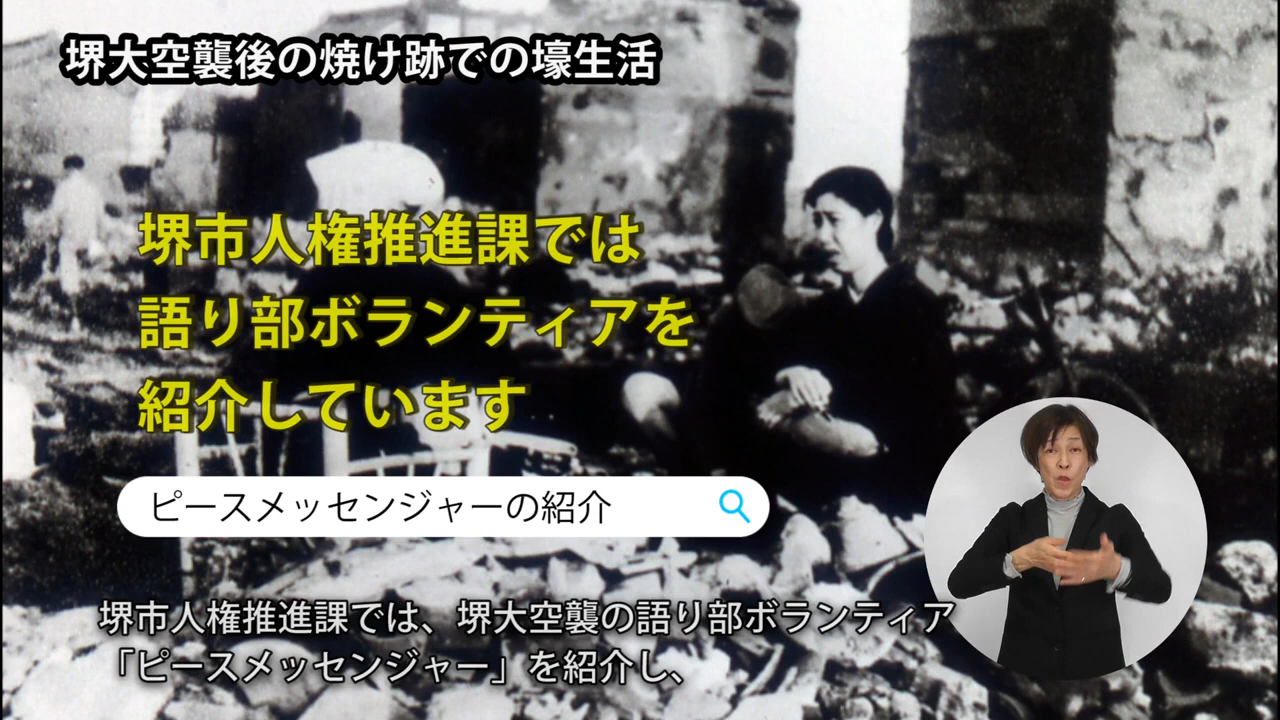 堺大空襲後の焼け跡での壕生活
堺市人権推進課では
語り部ボランティアを
紹介しています
ピースメッセンジャーの紹介
堺市人権推進課では、堺大空襲の語り部ボランティア
「ピースメッセンジャー」を紹介し、